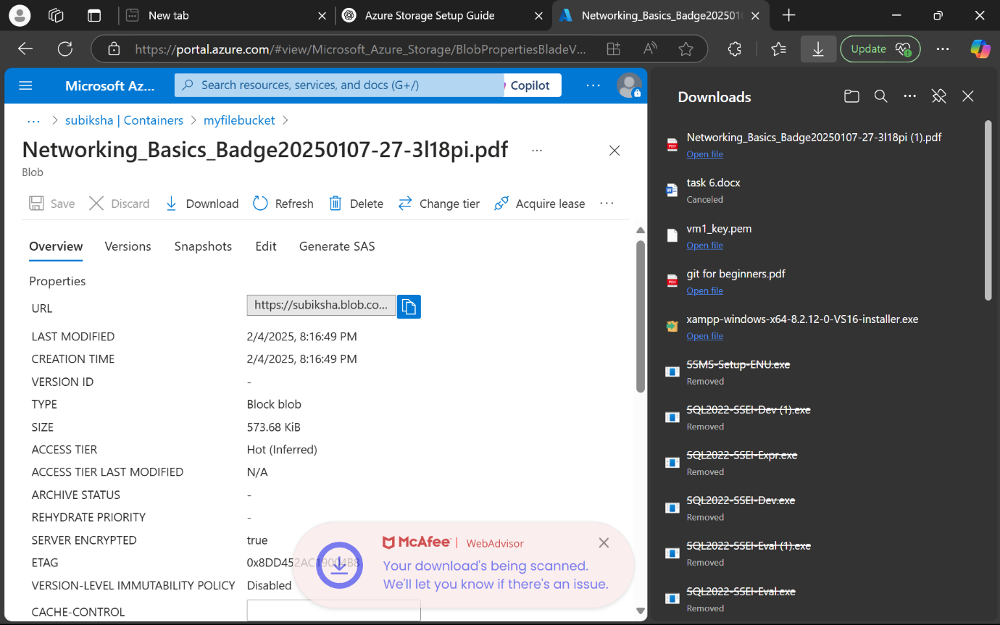 New tab
Azure Storage Setup Guide
Networking_Basics_Badge202501
https://portal.azure.com/#view/Microsoft_Azure_Storage/BlobPropertiesBladeV...
Update
Microsoft Az...
Search resources, services, and docs (G+/)
Copilot
... > subiksha | Containers > myfilebucket >
Networking_Basics_Badge20250107-27-3l18pi.pdf ...
Blob
Save Discard Download Refresh Delete Change tier Acquire lease ...
Overview Versions Snapshots Edit Generate SAS
Properties
URL https://subiksha.blob.co...
LAST MODIFIED 2/4/2025, 8:16:49 PM
CREATION TIME 2/4/2025, 8:16:49 PM
VERSION ID -
TYPE Block blob
SIZE 573.68 KiB
ACCESS TIER Hot (Inferred)
ACCESS TIER LAST MODIFIED N/A
ARCHIVE STATUS -
REHYDRATE PRIORITY -
SERVER ENCRYPTED true
ETAG 0x8DD452AC19004B8
VERSION-LEVEL IMMUTABILITY POLICY Disabled
CACHE-CONTROL
McAfee | WebAdvisor
Your download's being scanned.
We'll let you know if there's an issue.
Downloads
Networking_Basics_Badge20250107-27-3l18pi (1).pdf
Open file
task 6.docx
Canceled
vm1_key.pem
Open file
git for beginners.pdf
Open file
xampp-windows-x64-8.2.12-0-VS16-installer.exe
Open file
SSMS-Setup-ENU.exe
Removed
SQL2022-SSEI-Dev (1).exe
Removed
SQL2022-SSEI-Expr.exe
Removed
SQL2022-SSEI-Dev.exe
Removed
SQL2022-SSEI-Eval (1).exe
Removed
SQL2022-SSEI-Eval.exe
Removed